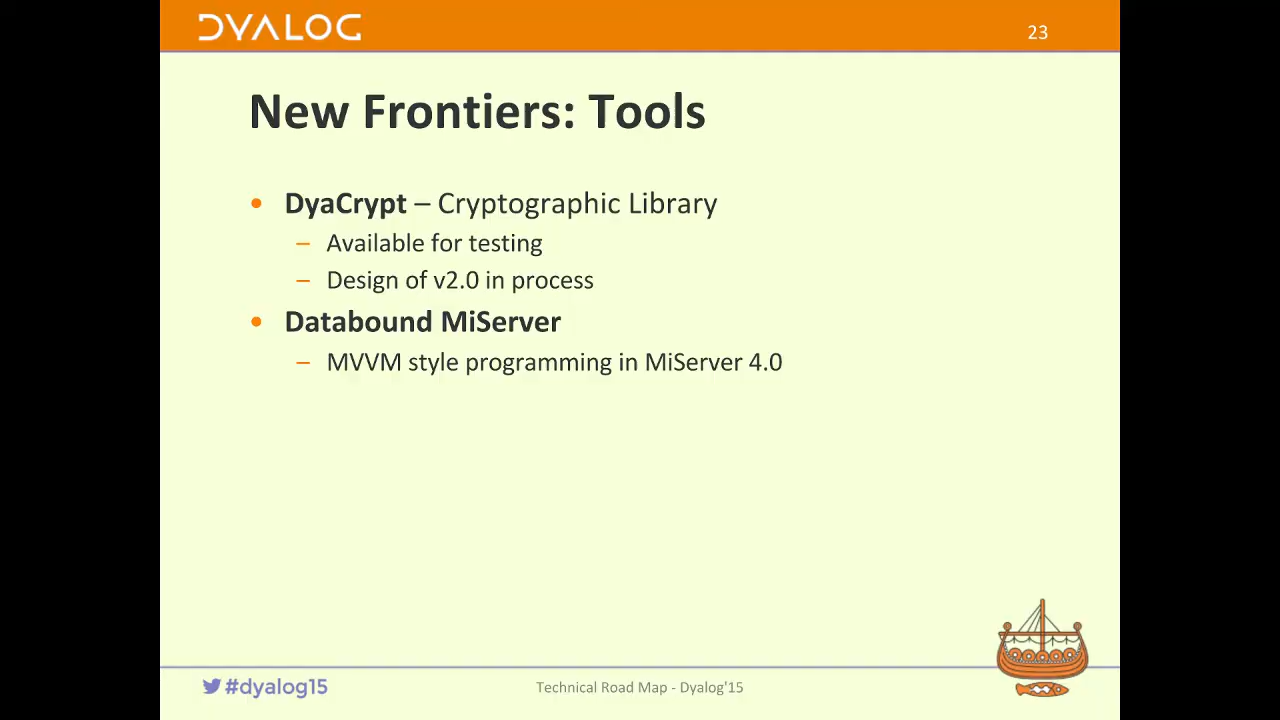 DYALOG
23
New Frontiers: Tools
• DyaCrypt – Cryptographic Library
– Available for testing
– Design of v2.0 in process
• Databound MiServer
– MVVM style programming in MiServer 4.0
#dyalog15
Technical Road Map - Dyalog'15